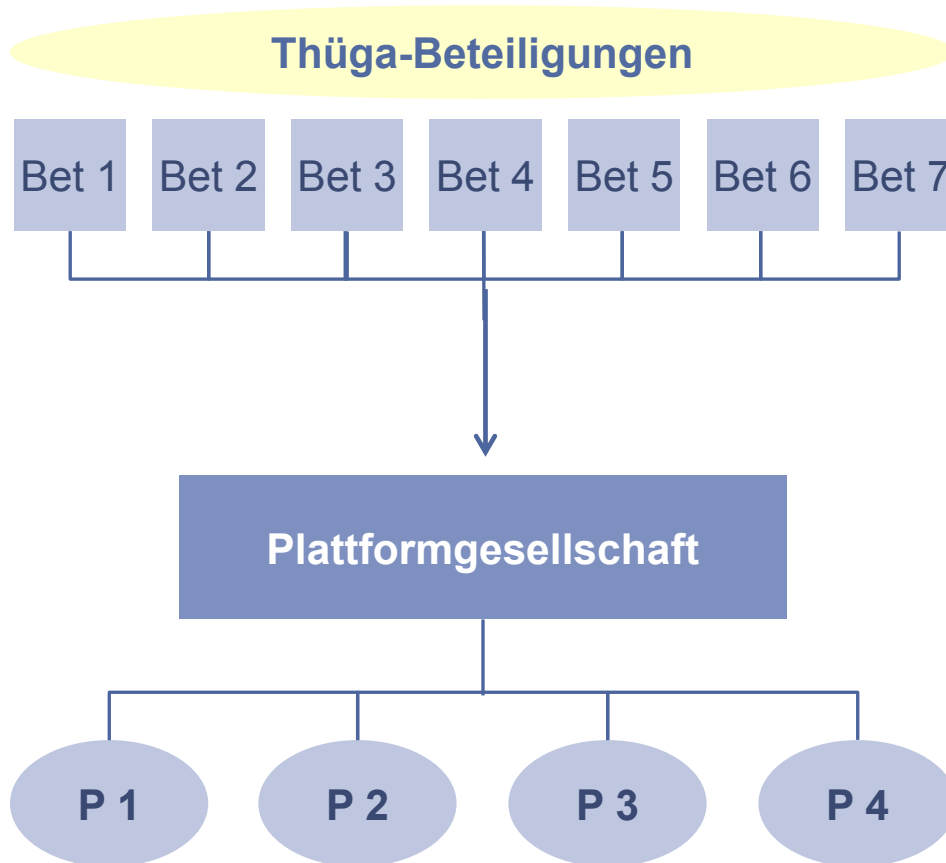 Thüga-Beteiligungen
Bet 1 Bet 2 Bet 3 Bet 4 Bet 5 Bet 6 Bet 7
Plattformgesellschaft
P 1 P 2 P 3 P 4